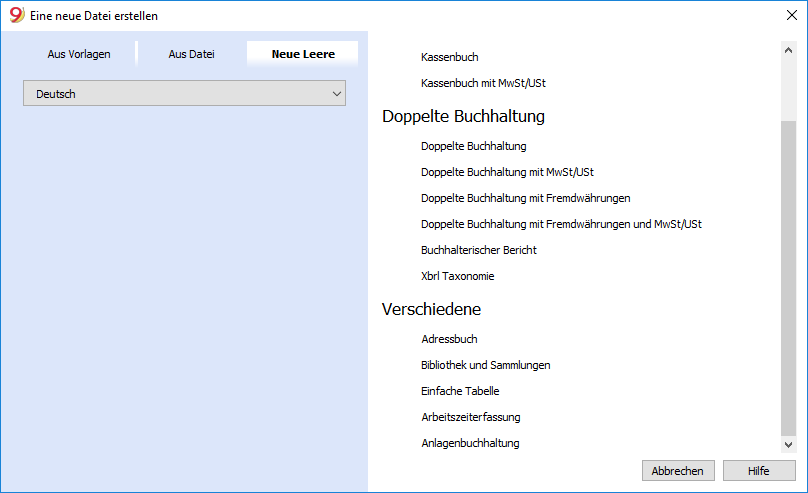 Eine neue Datei erstellen
Aus Vorlagen
Aus Datei
Neue Leere
Deutsch
Kassenbuch
Kassenbuch mit MwSt/USt
Doppelte Buchhaltung
Doppelte Buchhaltung
Doppelte Buchhaltung mit MwSt/USt
Doppelte Buchhaltung mit Fremdwährungen
Doppelte Buchhaltung mit Fremdwährungen und MwSt/USt
Buchhalterischer Bericht
Xbrl Taxonomie
Verschiedene
Adressbuch
Bibliothek und Sammlungen
Einfache Tabelle
Arbeitszeiterfassung
Anlagenbuchhaltung
Abbrechen
Hilfe